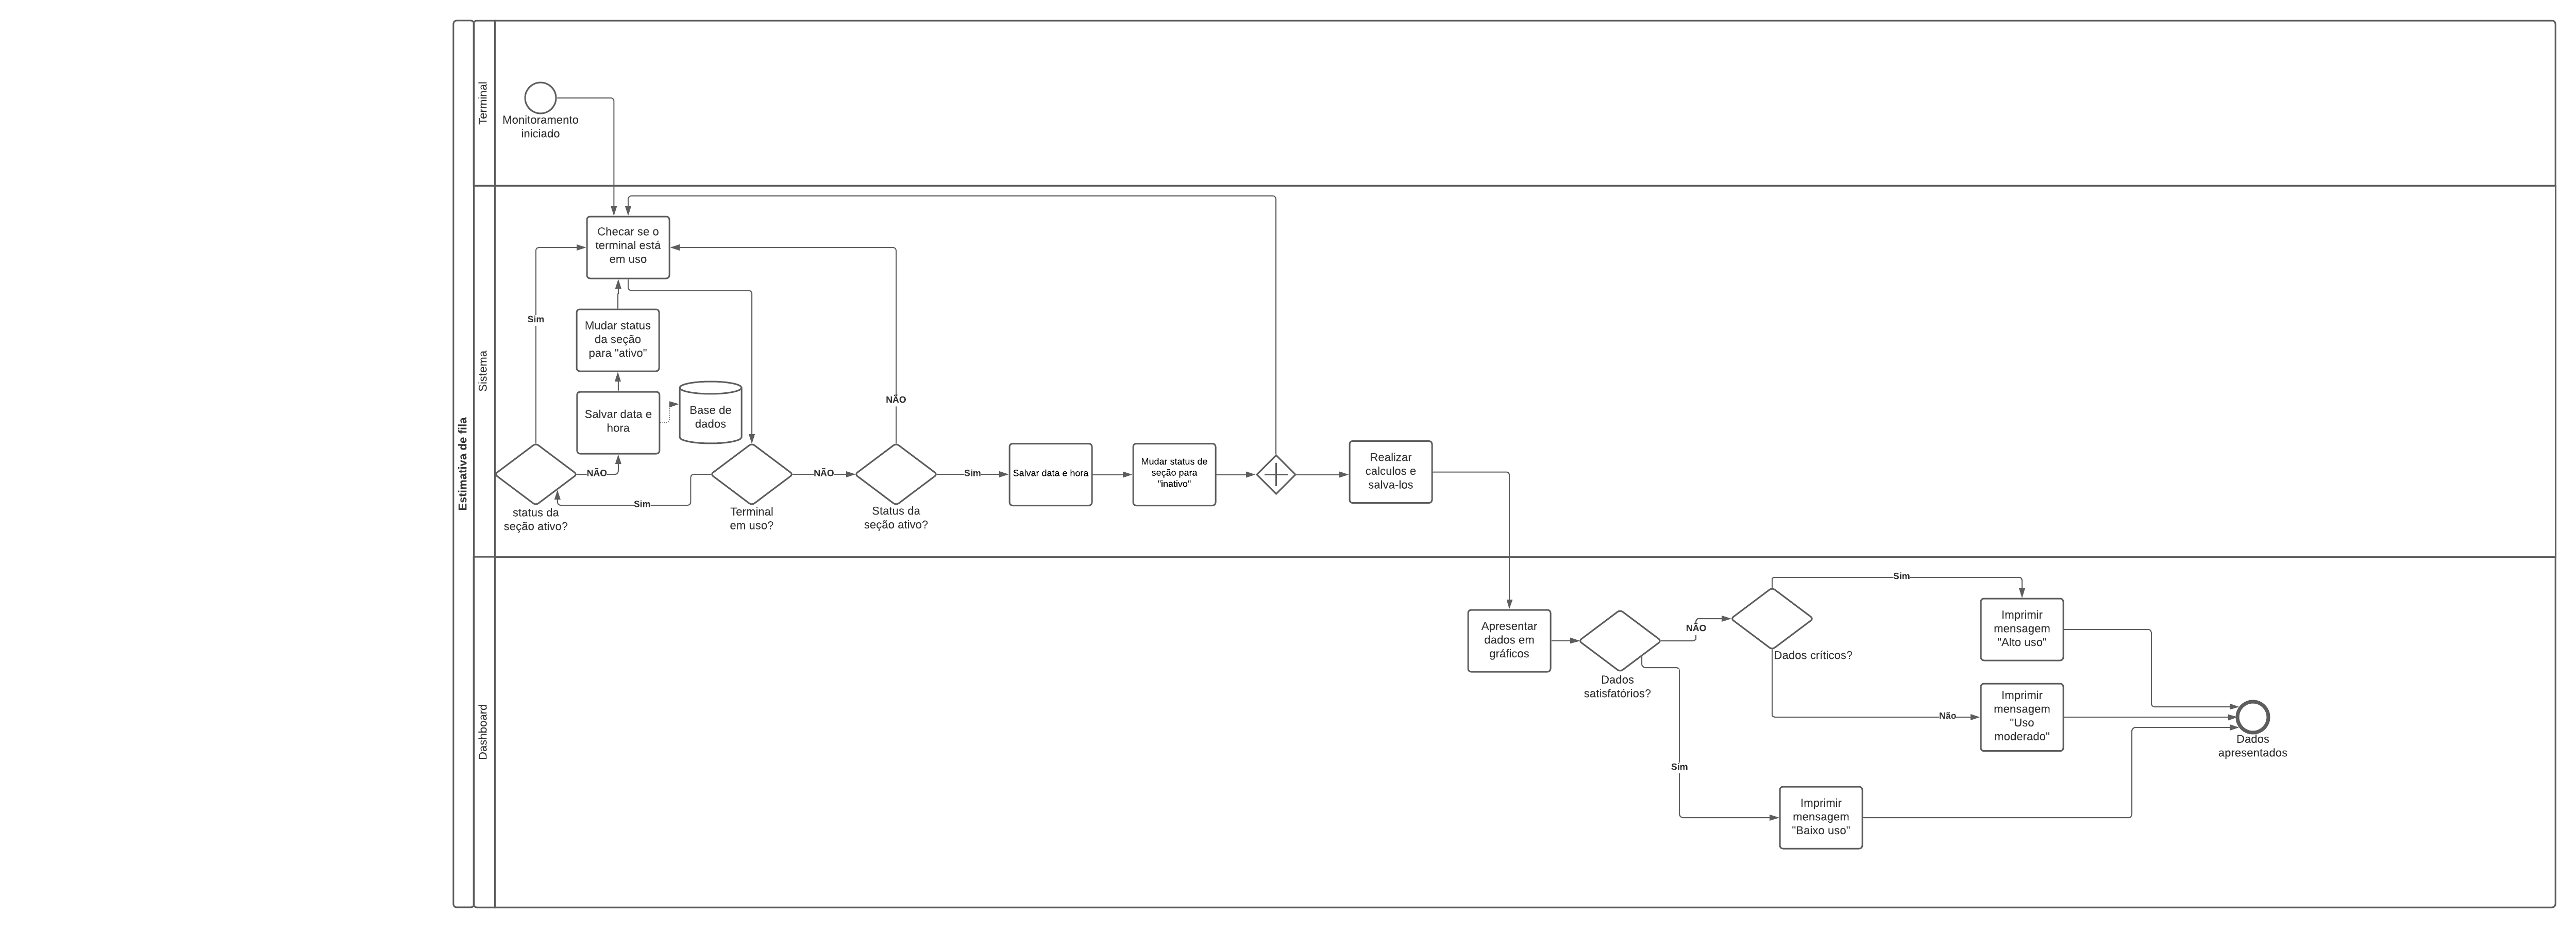 Estimativa de fila
Terminal
Monitoramento
iniciado
Sistema
Checar se o
terminal está
em uso
Sim
Mudar status
da seção
para "ativo"
Salvar data e
hora
Base de
dados
NÃO
status da
seção ativo?
Sim
Terminal
em uso?
NÃO
NÃO
Status da
seção ativo?
Sim
Salvar data e hora
Mudar status de
seção para
"inativo"
Realizar
calculos e
salva-los
Dashboard
Apresentar
dados em
gráficos
Dados
satisfatórios?
NÃO
Dados críticos?
Sim
Imprimir
mensagem
"Alto uso"
Não
Imprimir
mensagem
"Uso
moderado"
Sim
Imprimir
mensagem
"Baixo uso"
Dados
apresentados